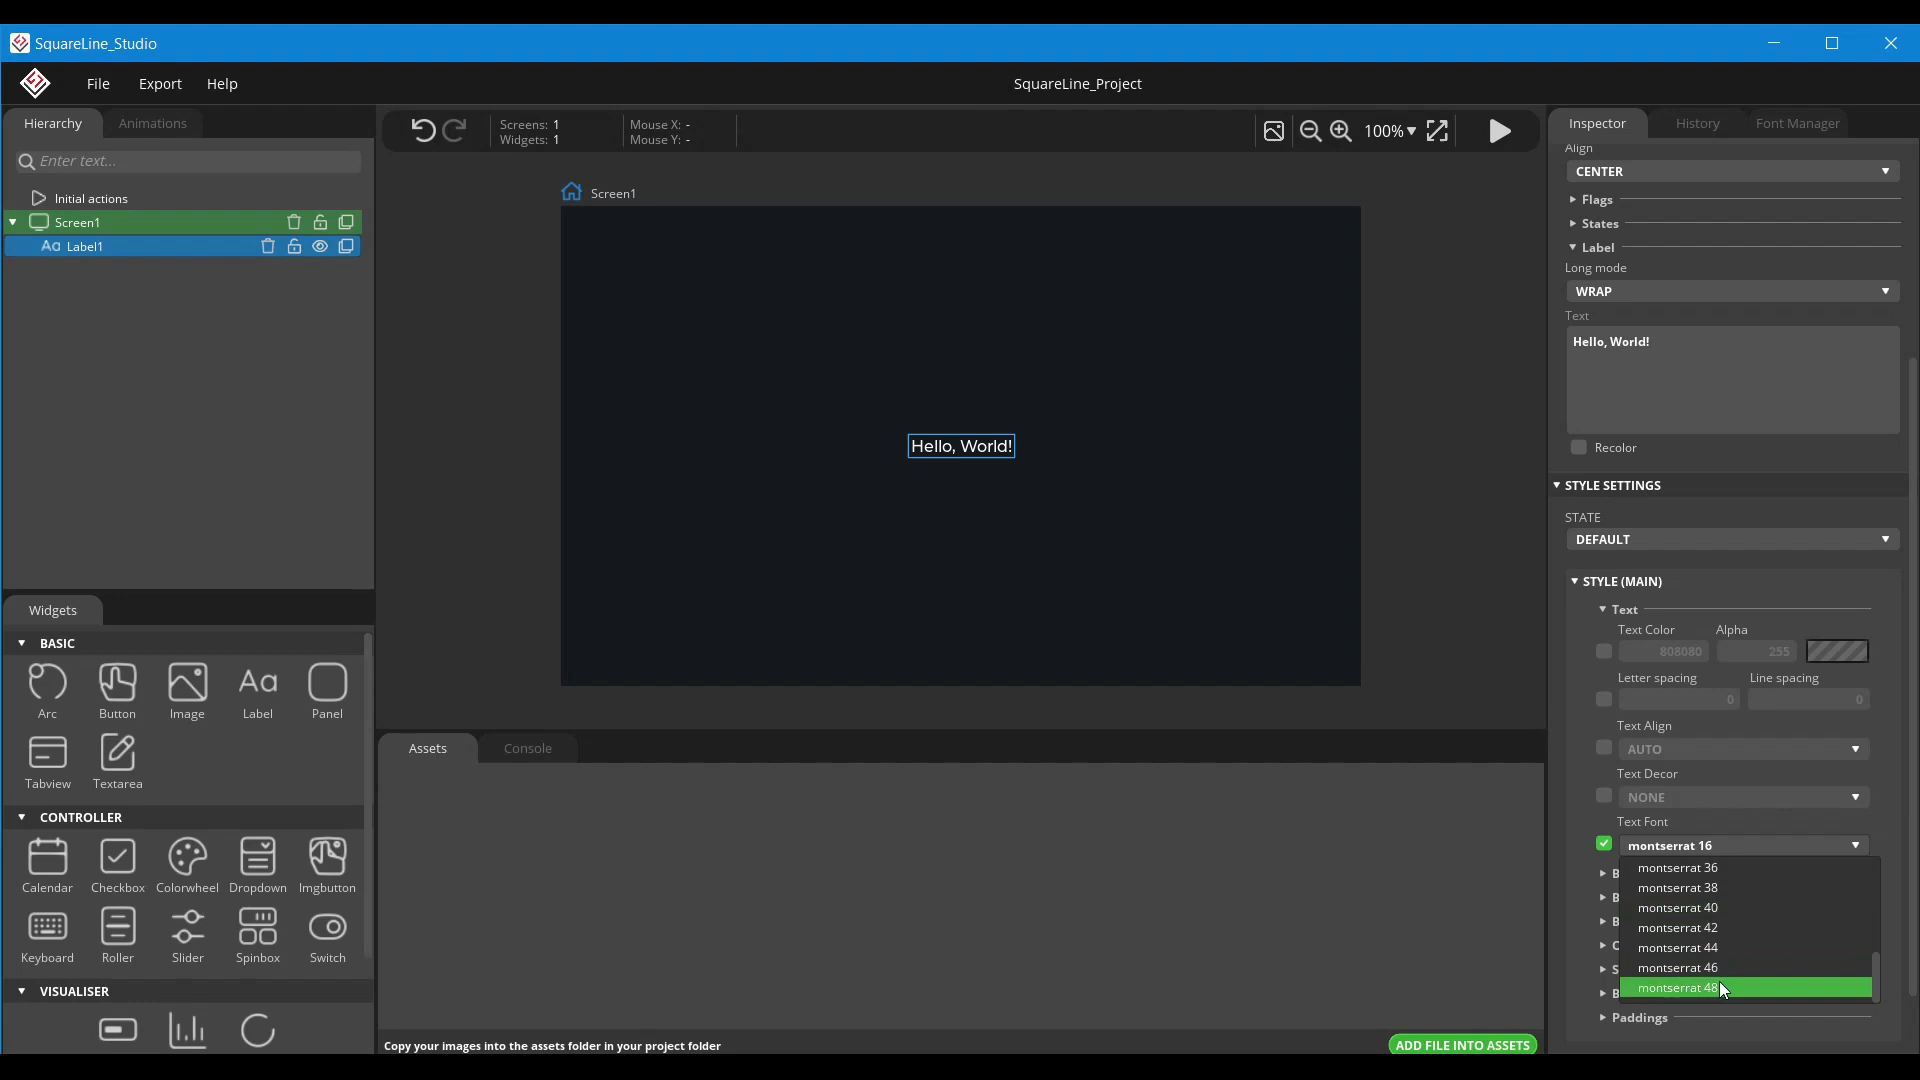 SquareLine_Studio
File Export Help
SquareLine_Project
Hierarchy Animations
Enter text...
Initial actions
Screen1
Label1
Widgets
BASIC
Arc Button Image Label Panel
Tabview Textarea
CONTROLLER
Calendar Checkbox Colorwheel Dropdown Imgbutton
Keyboard Roller Slider Spinbox Switch
VISUALISER
Screens: 1
Widgets: 1
Mouse X: -
Mouse Y: -
100%
Screen1
Hello, World!
Assets Console
Copy your images into the assets folder in your project folder
ADD FILE INTO ASSETS
Inspector History Font Manager
Align
CENTER
Flags
States
Label
Long mode
WRAP
Text
Hello, World!
Recolor
STYLE SETTINGS
STATE
DEFAULT
STYLE (MAIN)
Text
Text Color Alpha
808080 255
Letter spacing Line spacing
0 0
Text Align
AUTO
Text Decor
NONE
Text Font
montserrat 16
montserrat 36
montserrat 38
montserrat 40
montserrat 42
montserrat 44
montserrat 46
montserrat 48
Paddings